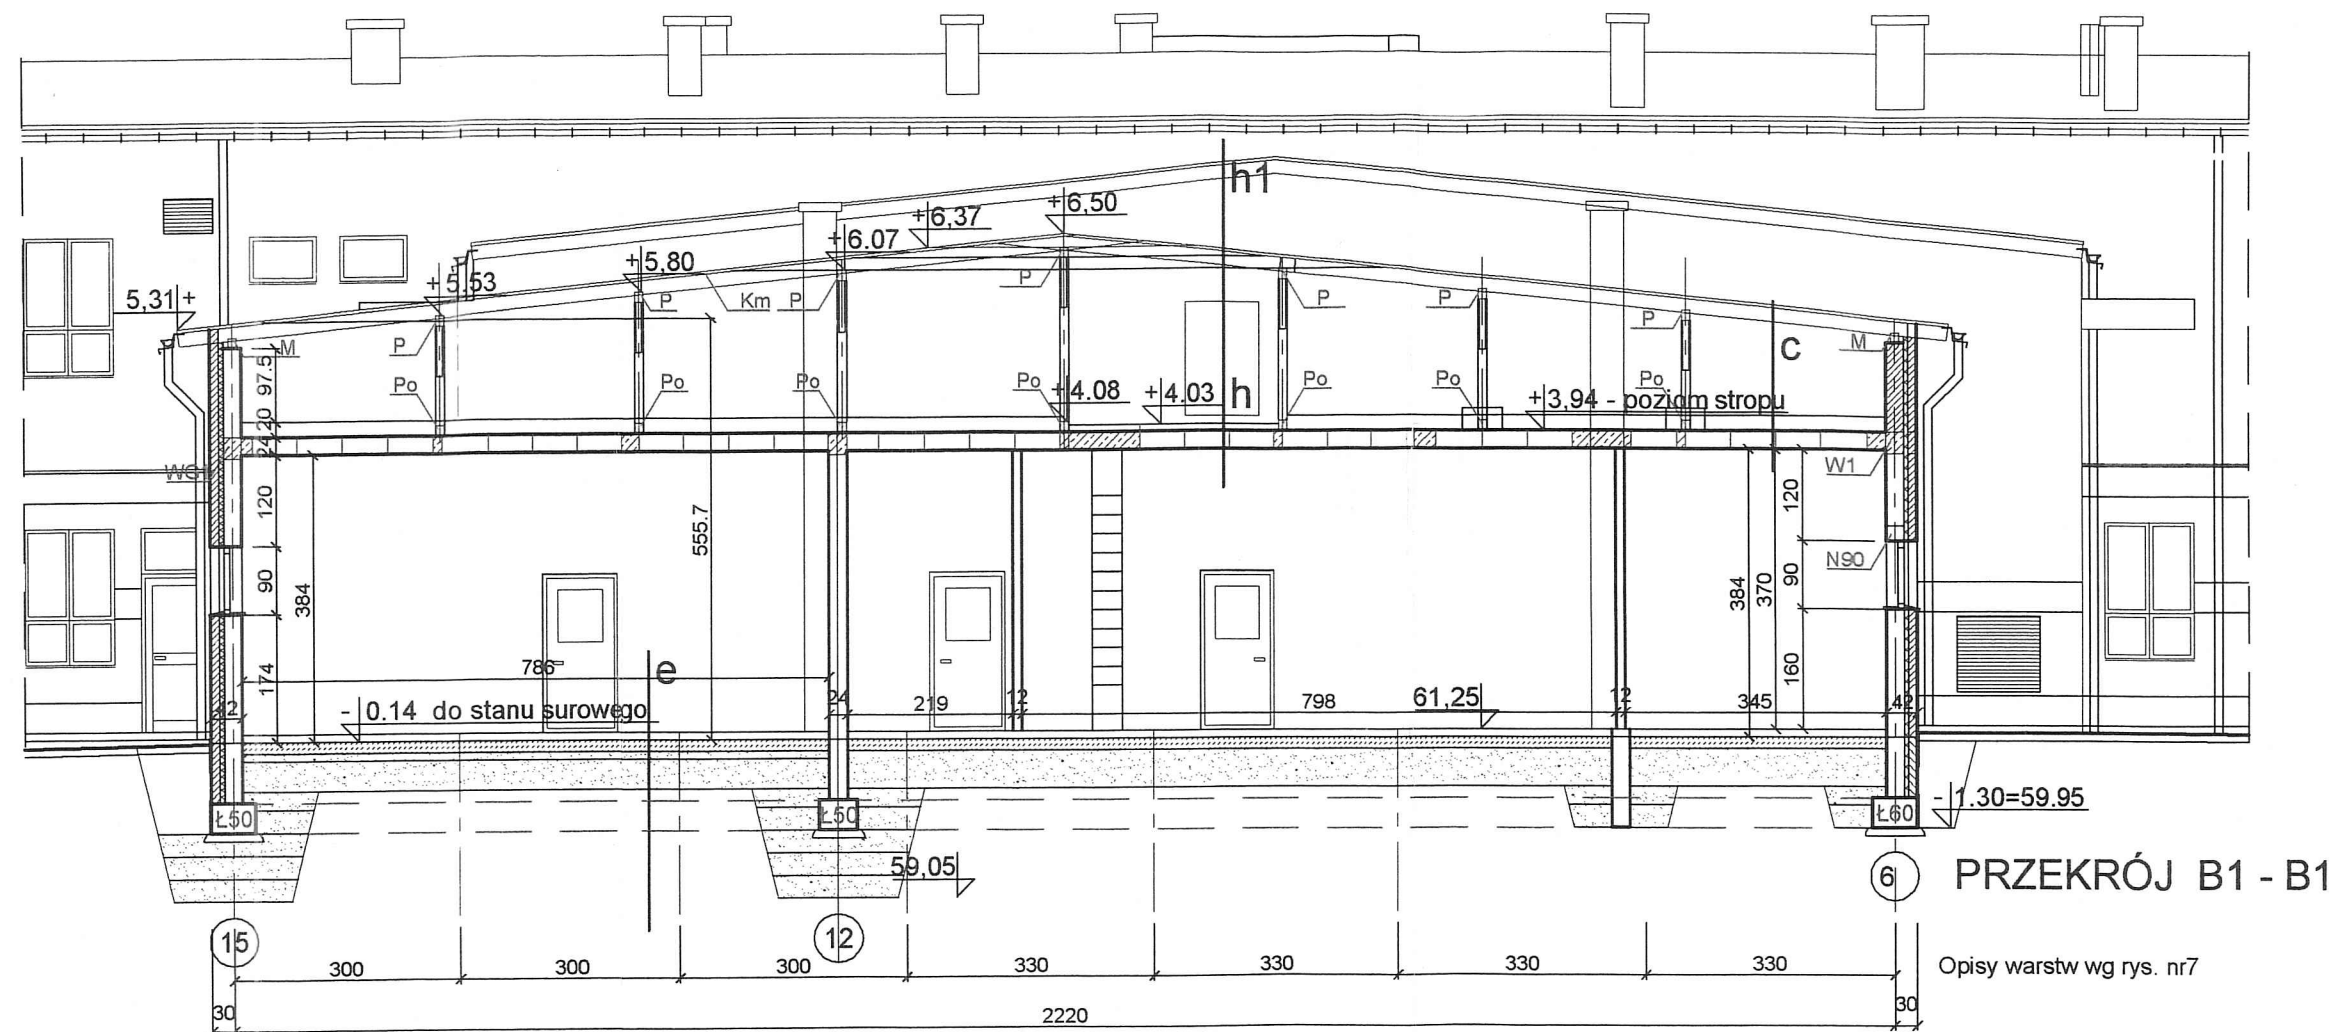 h1
+6,50
+6,37
+6.07
+5,80
+5.53
5,31 +
P
Km
P
P
P
P
P
P
M
M
C
97.5
Po
Po
Po
Po
Po
Po
Po
+4.08
+4.03
h
+3,94 - poziom stropu
20
24
W1
120
120
555.7
N90
90
90
384
384
370
786
e
174
160
42
24
219
12
798
61,25
12
345
42
- 0.14 do stanu surowego
Ł50
Ł50
Ł60
- 1.30=59.95
59,05
6
PRZEKRÓJ B1 - B1
15
12
300
300
300
330
330
330
330
Opisy warstw wg rys. nr7
30
2220
30